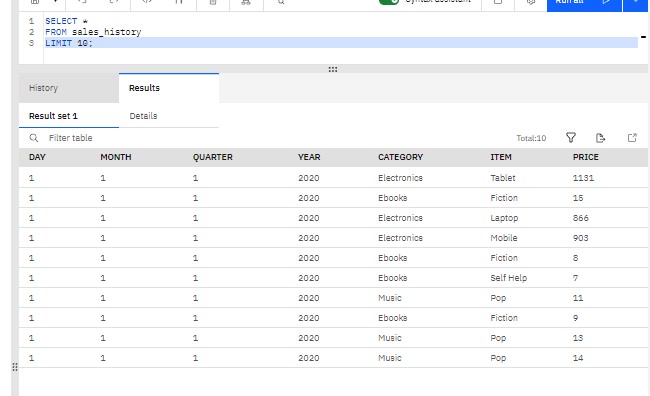 Syntax assistant
Run all
1 SELECT *
2 FROM sales_history
3 LIMIT 10;
History Results
Result set 1 Details
Filter table Total:10
DAY MONTH QUARTER YEAR CATEGORY ITEM PRICE
1 1 1 2020 Electronics Tablet 1131
1 1 1 2020 Ebooks Fiction 15
1 1 1 2020 Electronics Laptop 866
1 1 1 2020 Electronics Mobile 903
1 1 1 2020 Ebooks Fiction 8
1 1 1 2020 Ebooks Self Help 7
1 1 1 2020 Music Pop 11
1 1 1 2020 Ebooks Fiction 9
1 1 1 2020 Music Pop 13
1 1 1 2020 Music Pop 14